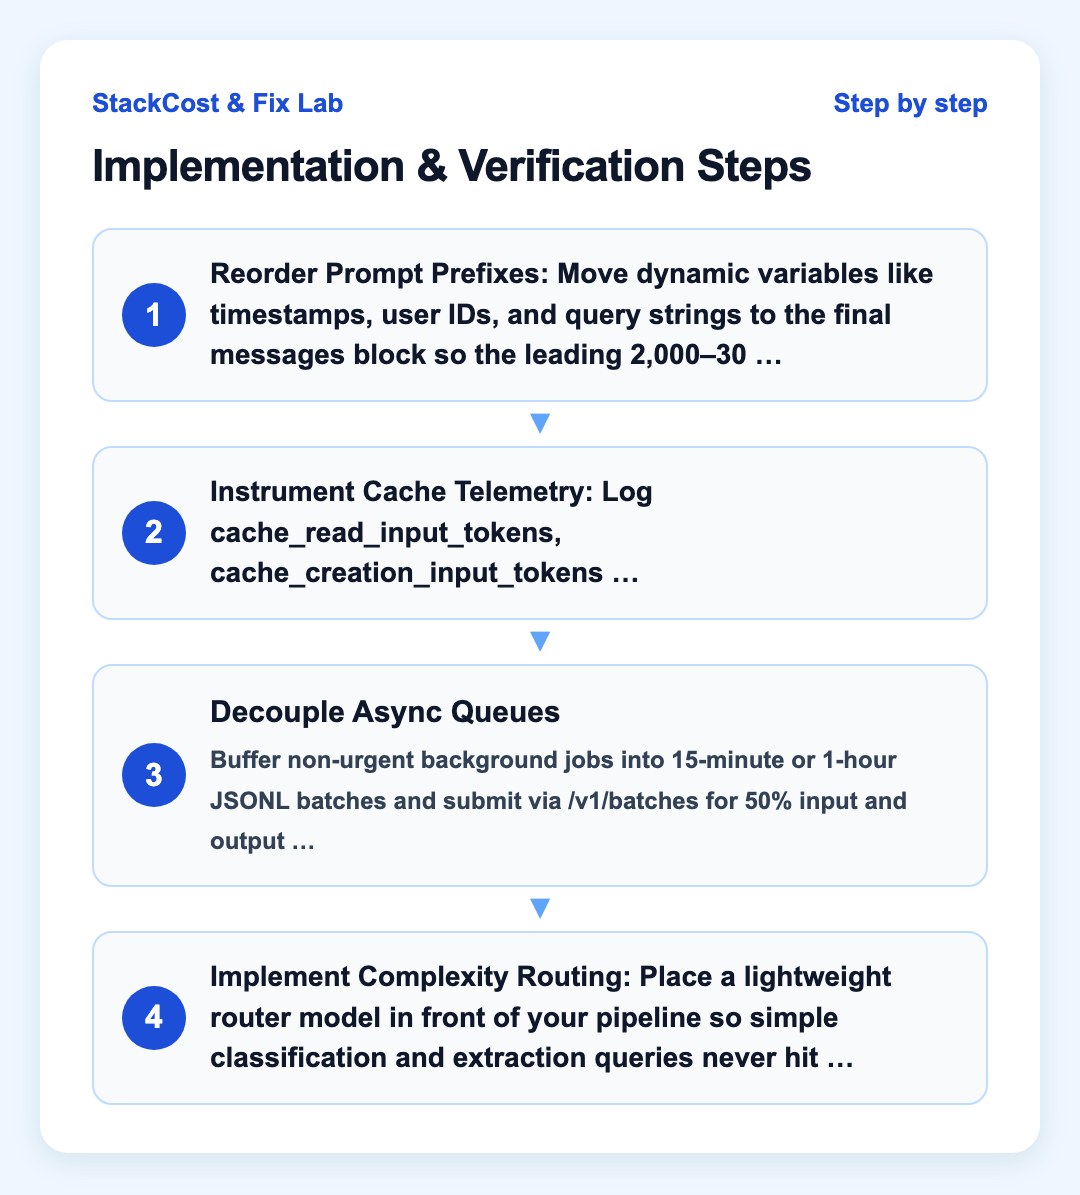 StackCost & Fix Lab
Step by step
Implementation & Verification Steps
1
Reorder Prompt Prefixes: Move dynamic variables like
timestamps, user IDs, and query strings to the final
messages block so the leading 2,000–30 …
2
Instrument Cache Telemetry: Log
cache_read_input_tokens,
cache_creation_input_tokens …
3
Decouple Async Queues
Buffer non-urgent background jobs into 15-minute or 1-hour
JSONL batches and submit via /v1/batches for 50% input and
output …
4
Implement Complexity Routing: Place a lightweight
router model in front of your pipeline so simple
classification and extraction queries never hit …